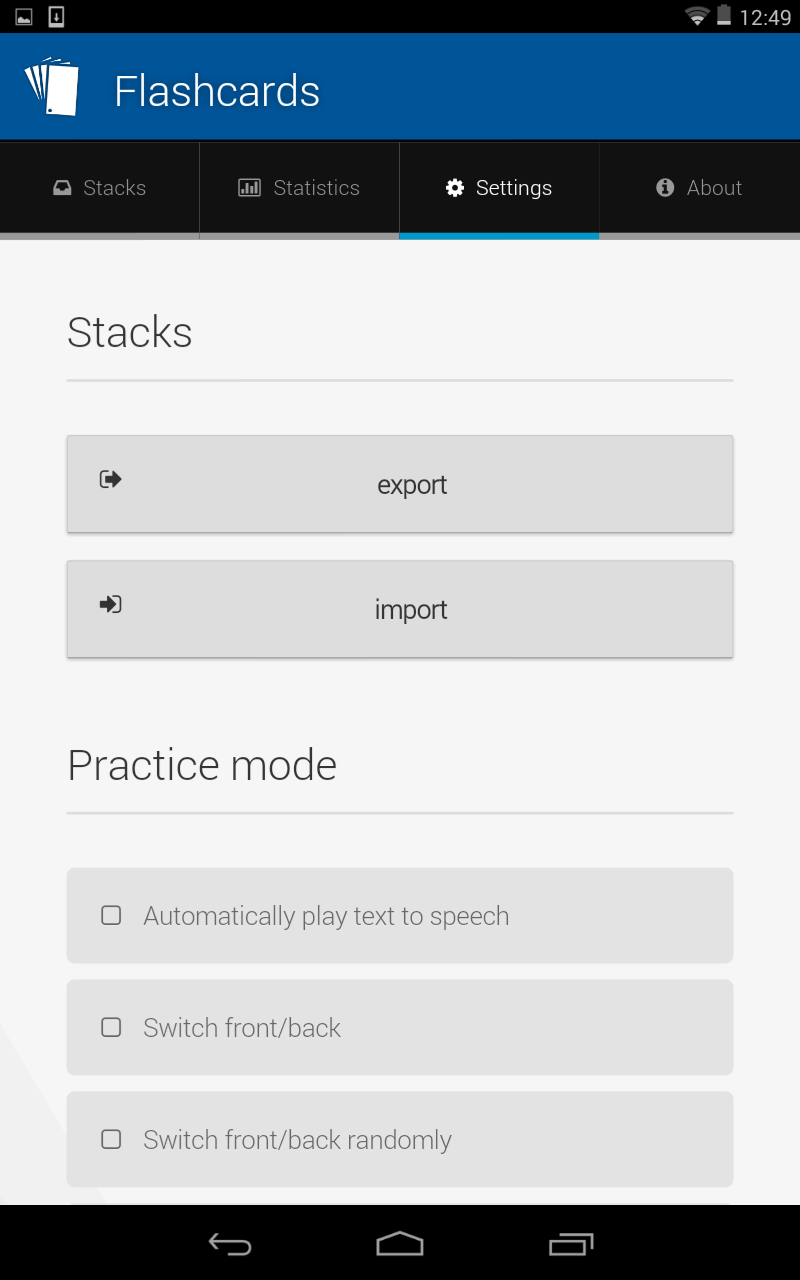 12:49
Flashcards
Stacks
Statistics
Settings
About
Stacks
export
import
Practice mode
Automatically play text to speech
Switch front/back
Switch front/back randomly